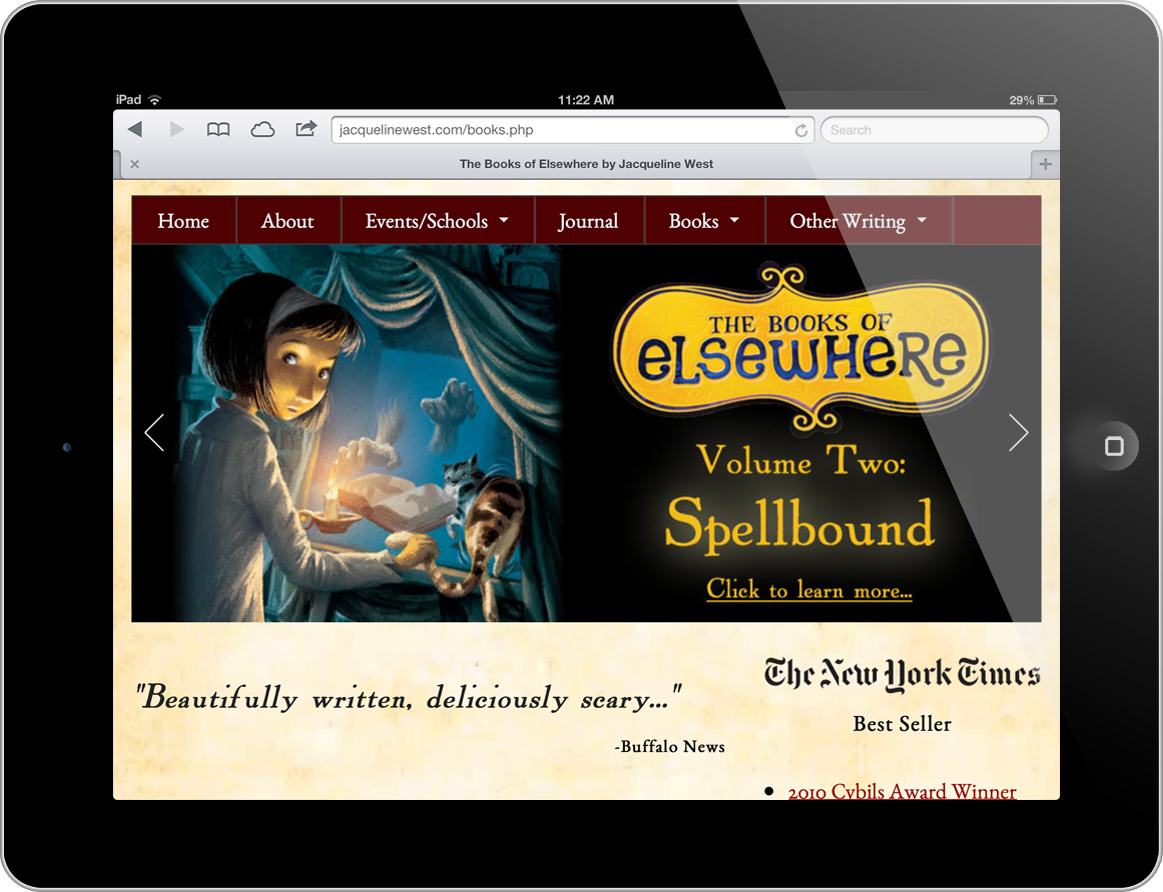 iPad
11:22 AM
29%
jacquelinewest.com/books.php
Search
The Books of Elsewhere by Jacqueline West
Home
About
Events/Schools
Journal
Books
Other Writing
THE BOOKS OF
ELSEWHERE
Volume Two:
Spellbound
Click to learn more...
"Beautifully written, deliciously scary..."
-Buffalo News
The New York Times
Best Seller
• 2010 Cybils Award Winner